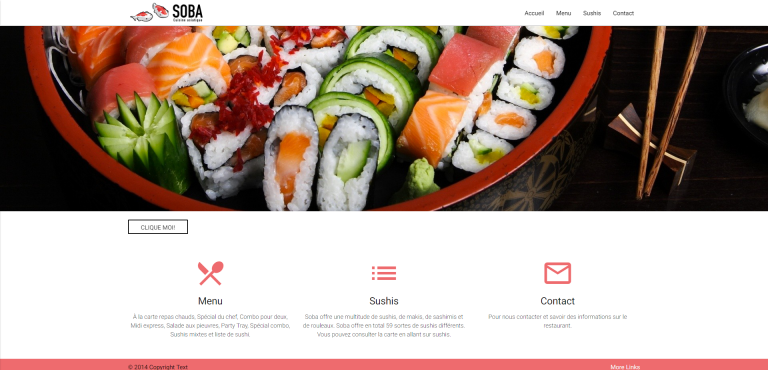 SOBA
Cuisine asiatique
Accueil Menu Sushis Contact
CLIQUE MOI!
Menu
Sushis
Contact
À la carte repas chauds, Spécial du chef, Combo pour deux,
Midi express, Salade aux pieuvres, Party Tray, Spécial combo,
Sushis mixtes et liste de sushi.
Soba offre une multitude de sushis, de makis, de sashimis et
de rouleaux. Soba offre en total 59 sortes de sushis différents.
Vous pouvez consulter la carte en allant sur sushis.
Pour nous contacter et savoir des informations sur le
restaurant.
© 2014 Copyright Text
More Links